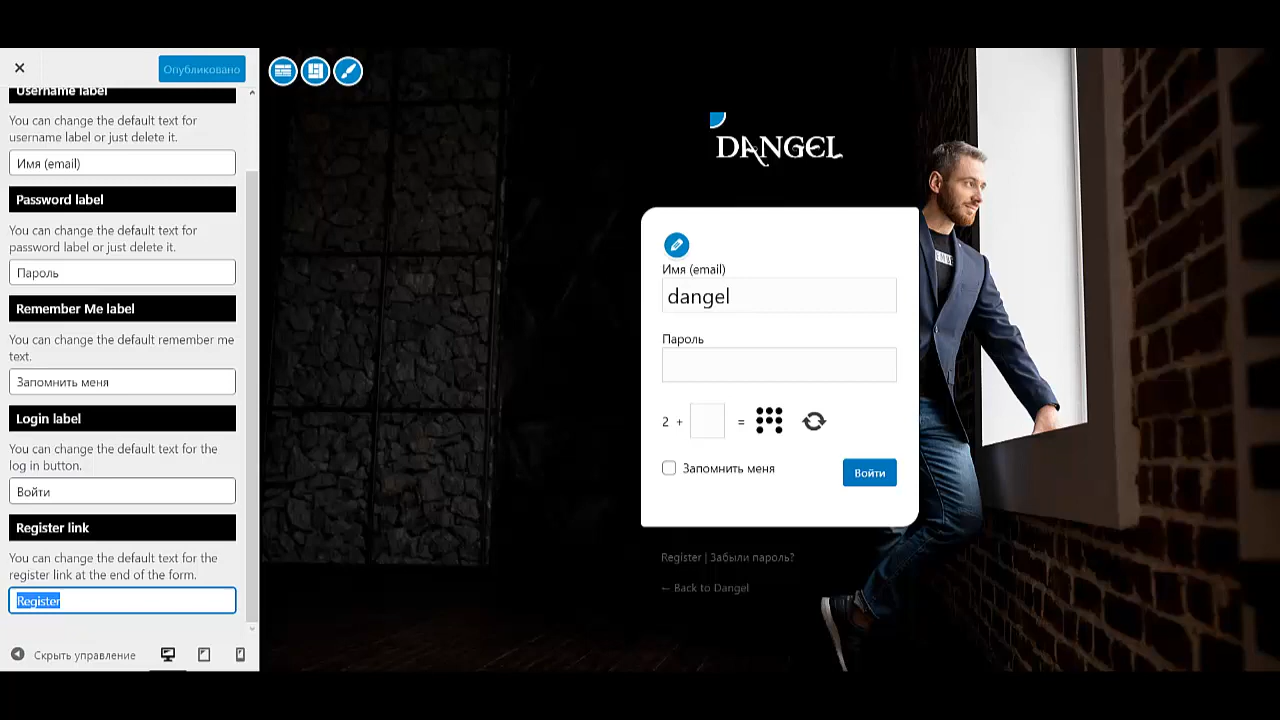 Опубликовано
Username label
You can change the default text for
username label or just delete it.
Имя (email)
Password label
You can change the default text for
password label or just delete it.
Пароль
Remember Me label
You can change the default remember me
text.
Запомнить меня
Login label
You can change the default text for the
log in button.
Войти
Register link
You can change the default text for the
register link at the end of the form.
Register
Скрыть управление
DANGEL
Имя (email)
dangel
Пароль
2 + =
Запомнить меня
Войти
Register | Забыли пароль?
← Back to Dangel